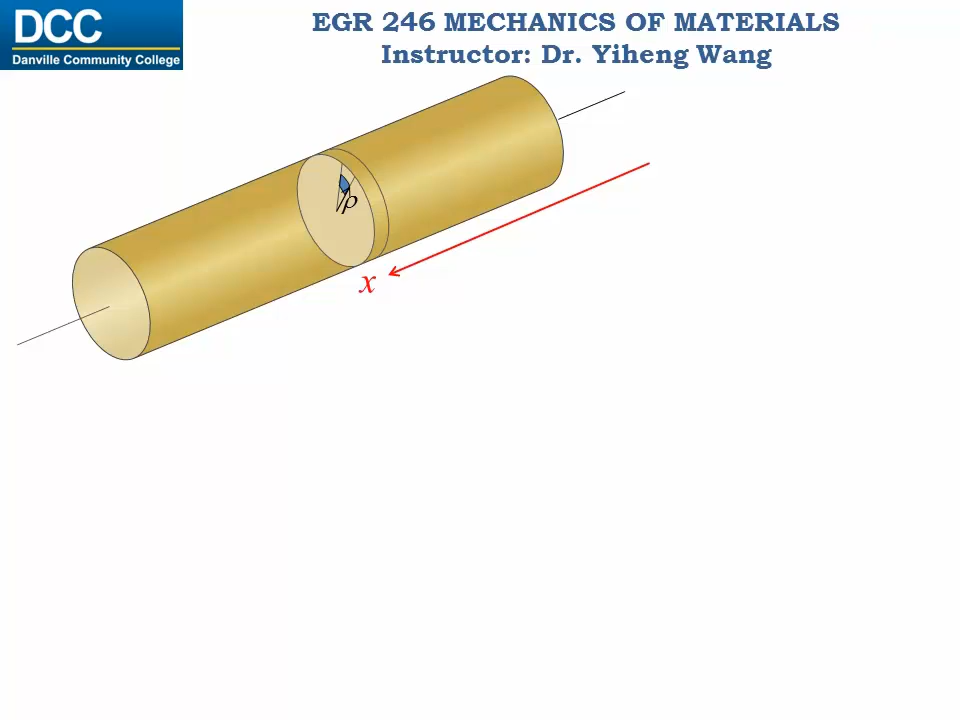 DCC
Danville Community College
EGR 246 MECHANICS OF MATERIALS
Instructor: Dr. Yiheng Wang
ρ
x